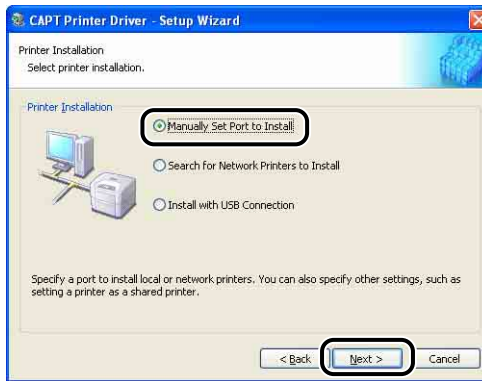 CAPT Printer Driver - Setup Wizard
Printer Installation
Select printer installation.
Printer Installation
Manually Set Port to Install
Search for Network Printers to Install
Install with USB Connection
Specify a port to install local or network printers. You can also specify other settings, such as
setting a printer as a shared printer.
< Back Next > Cancel